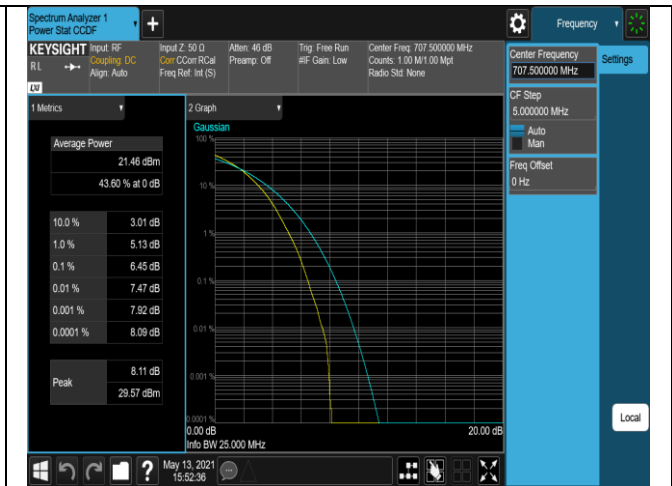 Spectrum Analyzer 1
Power Stat CCDF
+
Frequency
KEYSIGHT
RL
LXI
Input: RF
Coupling: DC
Align: Auto
Input Z: 50 Ω
Corr CCorr RCal
Freq Ref: Int (S)
Atten: 46 dB
Preamp: Off
Trig: Free Run
#IF Gain: Low
Center Freq: 707.500000 MHz
Counts: 1.00 M/1.00 Mpt
Radio Std: None
Center Frequency
707.500000 MHz
Settings
CF Step
5.000000 MHz
Auto
Man
Freq Offset
0 Hz
1 Metrics
Average Power
21.46 dBm
43.60 % at 0 dB
10.0 % 3.01 dB
1.0 % 5.13 dB
0.1 % 6.45 dB
0.01 % 7.47 dB
0.001 % 7.92 dB
0.0001 % 8.09 dB
Peak
8.11 dB
29.57 dBm
2 Graph
Gaussian
100 %
10 %
1 %
0.1 %
0.01 %
0.001 %
0.0001 %
0.00 dB
20.00 dB
Info BW 25.000 MHz
Local
?
May 13, 2021
15:52:36